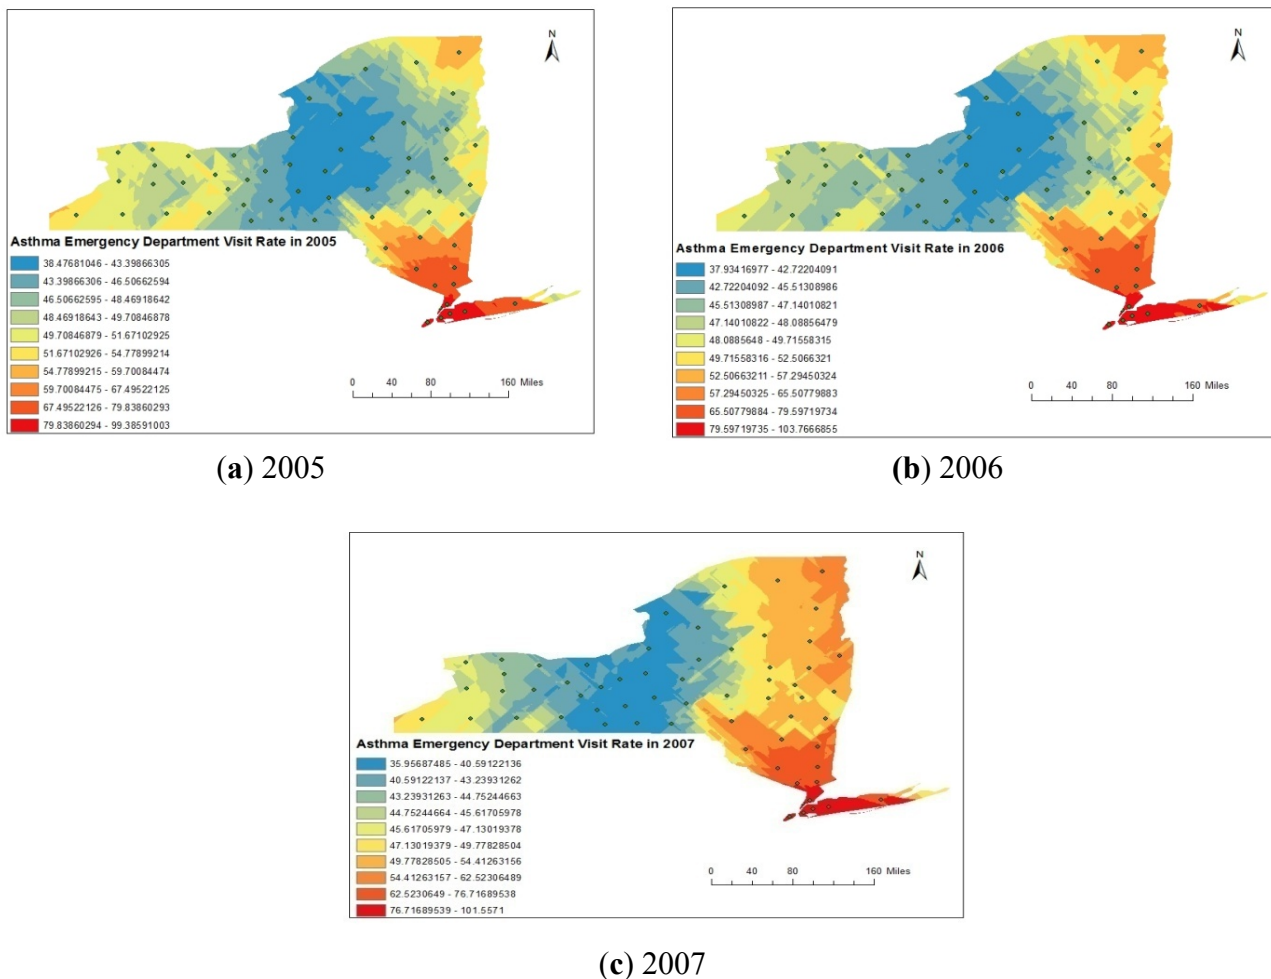 N
Asthma Emergency Department Visit Rate in 2005
38.47681046 - 43.39866305
43.39866306 - 46.50662594
46.50662595 - 48.46918642
48.46918643 - 49.70846878
49.70846879 - 51.67102925
51.67102926 - 54.77899214
54.77899215 - 59.70084474
59.70084475 - 67.49522125
67.49522126 - 79.83860293
79.83860294 - 99.38591003
0 40 80 160 Miles
(a) 2005
N
Asthma Emergency Department Visit Rate in 2006
37.93416977 - 42.72204091
42.72204092 - 45.51308986
45.51308987 - 47.14010821
47.14010822 - 48.08856479
48.0885648 - 49.71558315
49.71558316 - 52.5066321
52.50663211 - 57.29450324
57.29450325 - 65.50779883
65.50779884 - 79.59719734
79.59719735 - 103.7666855
0 40 80 160 Miles
(b) 2006
N
Asthma Emergency Department Visit Rate in 2007
35.95687485 - 40.59122136
40.59122137 - 43.23931262
43.23931263 - 44.75244663
44.75244664 - 45.61705978
45.61705979 - 47.13019378
47.13019379 - 49.77828504
49.77828505 - 54.41263156
54.41263157 - 62.52306489
62.5230649 - 76.71689538
76.71689539 - 101.5571
0 40 80 160 Miles
(c) 2007